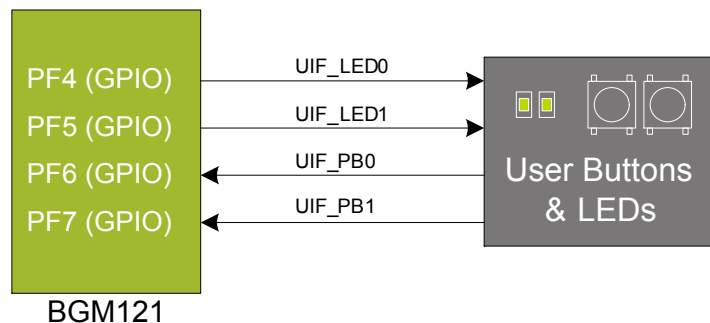 PF4 (GPIO)
PF5 (GPIO)
PF6 (GPIO)
PF7 (GPIO)
BGM121
UIF_LED0
UIF_LED1
UIF_PB0
UIF_PB1
User Buttons
& LEDs